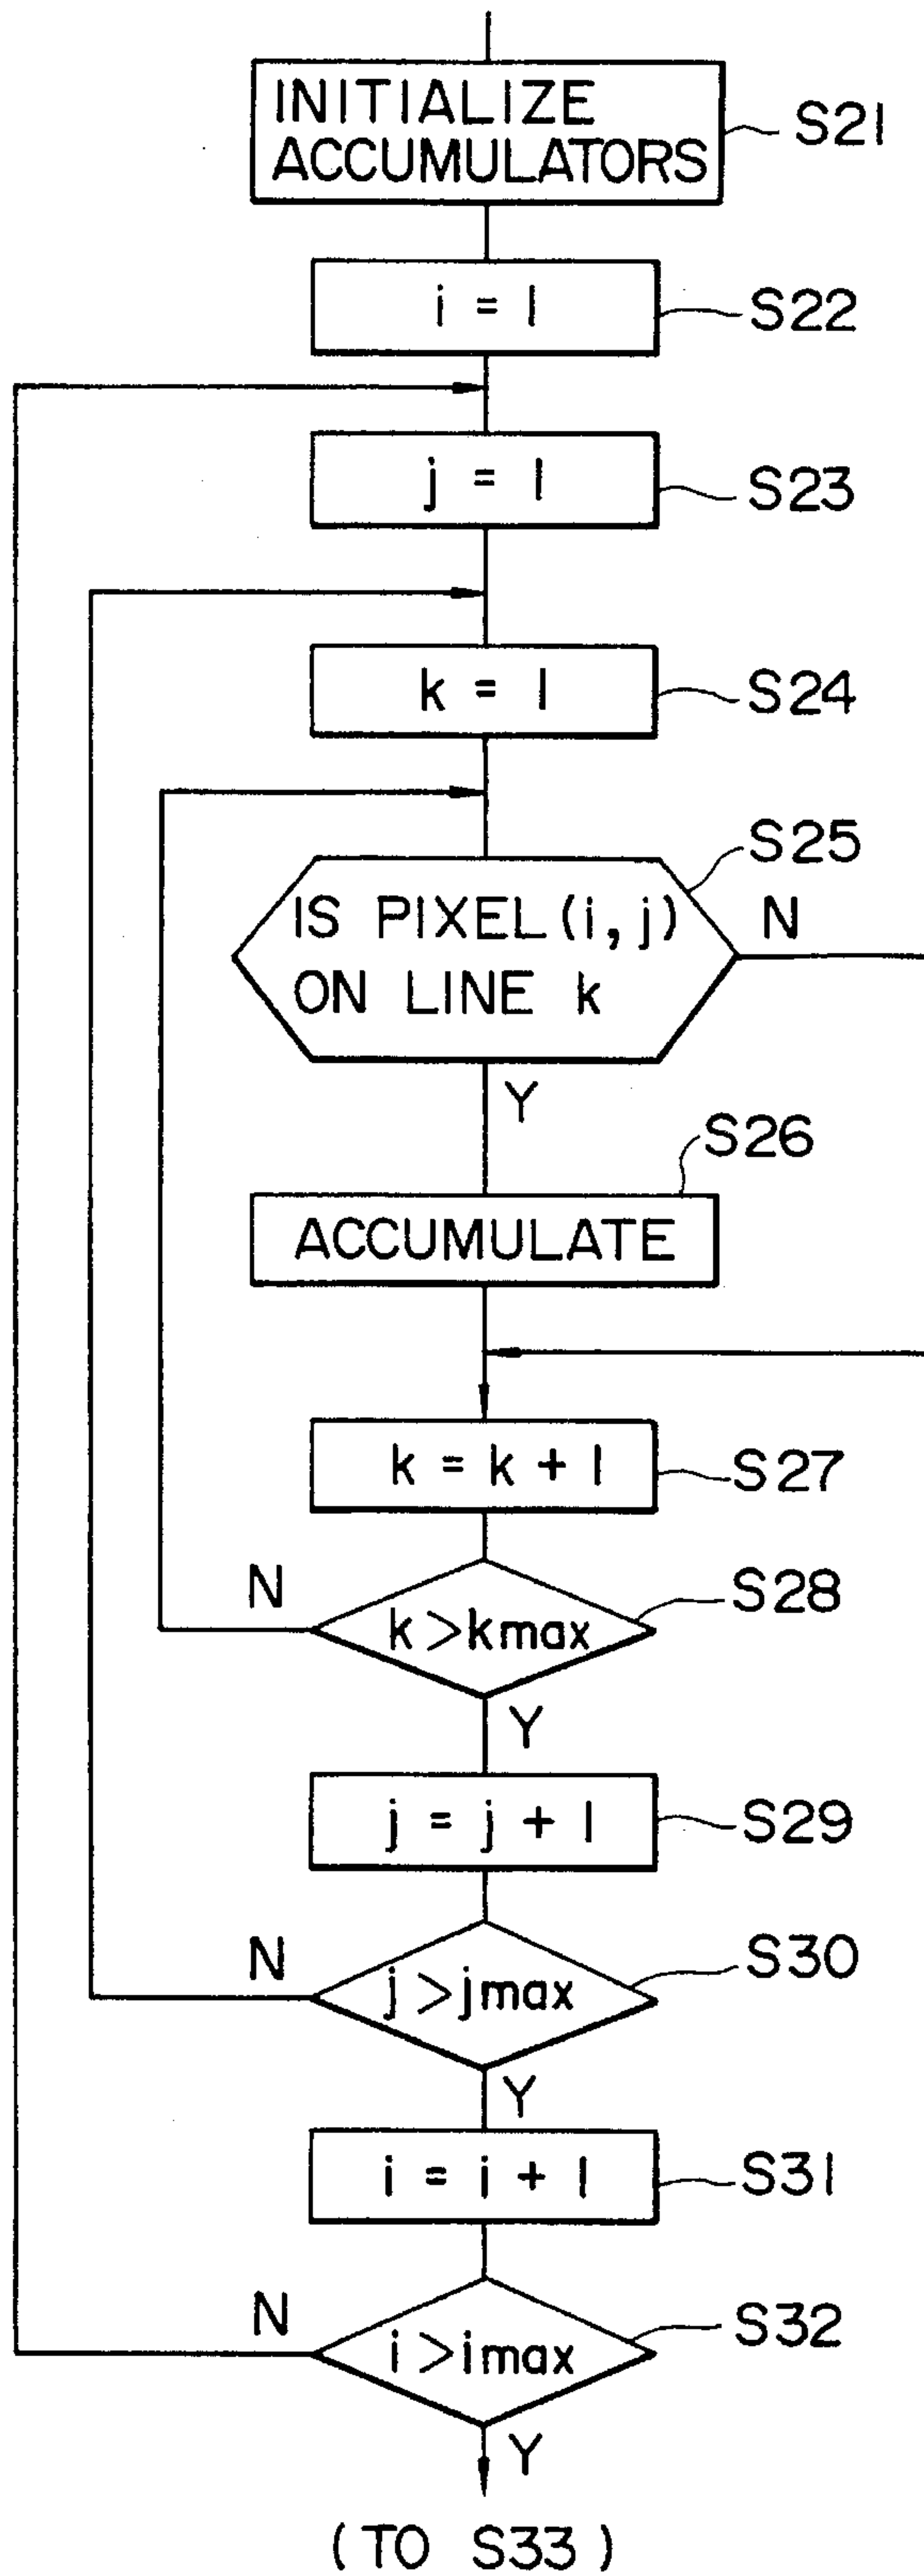 INITIALIZE
ACCUMULATORS
S21
i = 1
S22
j = 1
S23
k = 1
S24
S25
IS PIXEL(i,j)
ON LINE k
N
Y
S26
ACCUMULATE
k = k + 1
S27
N
k > kmax
S28
Y
j = j + 1
S29
N
j > jmax
S30
Y
i = i + 1
S31
N
i > imax
S32
Y
(TO S33)